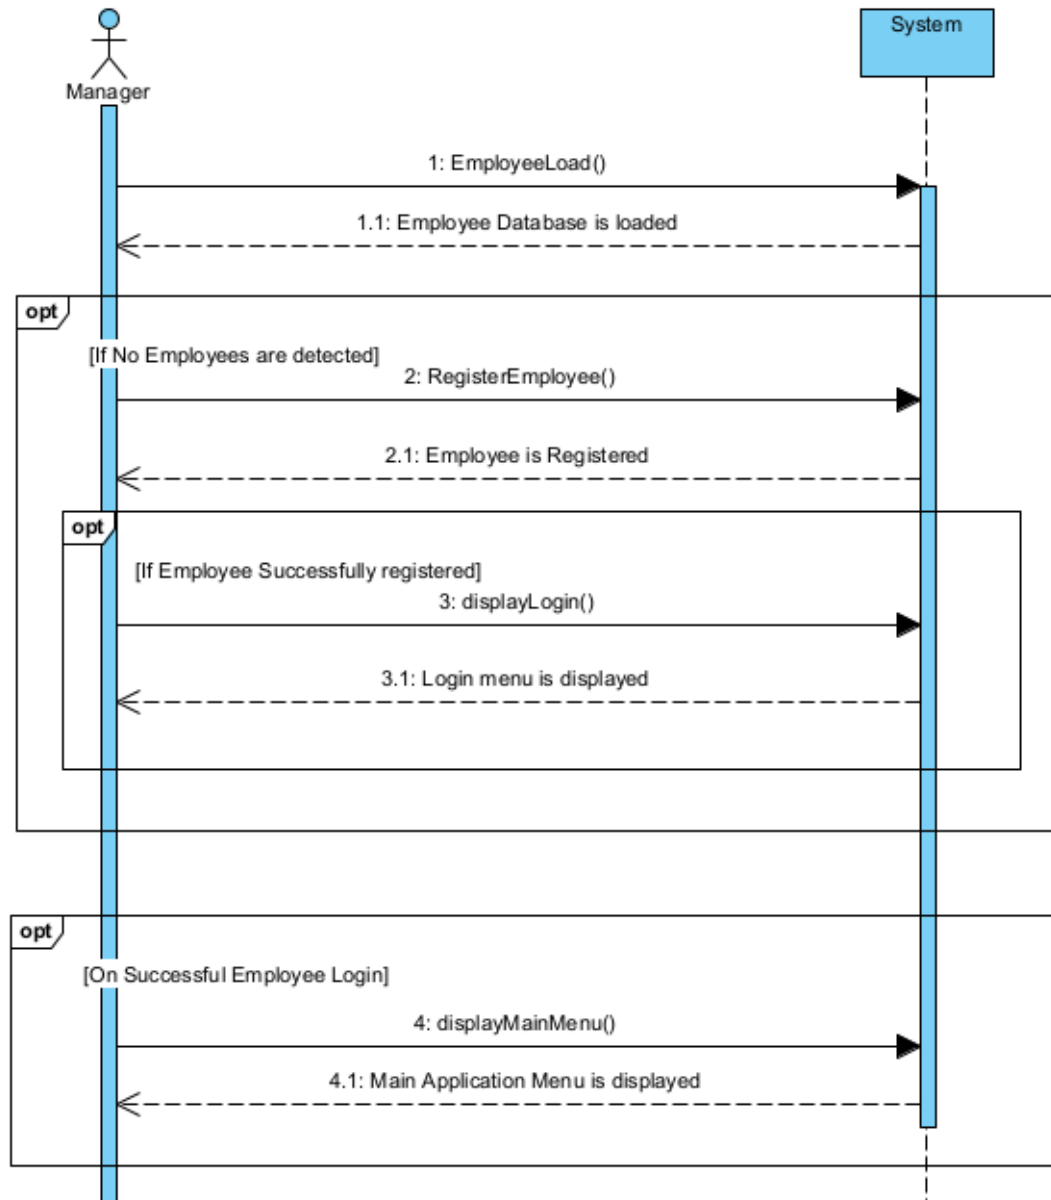 System
Manager
1: EmployeeLoad()
1.1: Employee Database is loaded
opt
[If No Employees are detected]
2: RegisterEmployee()
2.1: Employee is Registered
opt
[If Employee Successfully registered]
3: displayLogin()
3.1: Login menu is displayed
opt
[On Successful Employee Login]
4: displayMainMenu()
4.1: Main Application Menu is displayed